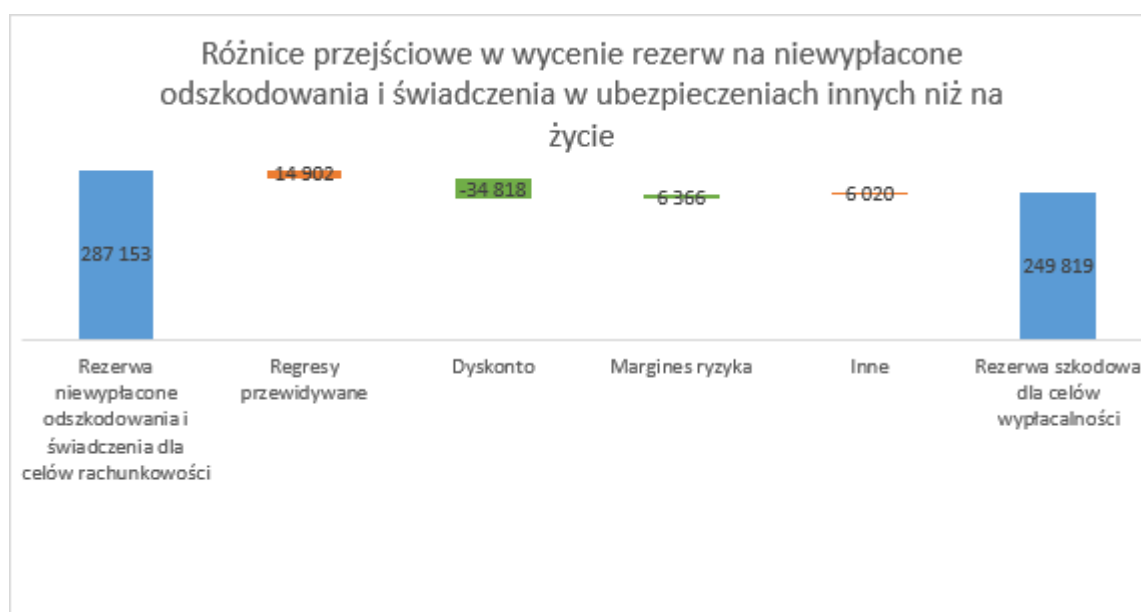 Różnice przejściowe w wycenie rezerw na niewypłacone
odszkodowania i świadczenia w ubezpieczeniach innych niż na
życie
287 153
14 902
-34 818
6 366
6 020
249 819
Rezerwa
niewypłacone
odszkodowania i
świadczenia dla
celów rachunkowości
Regresy
przewidywane
Dyskonto
Margines ryzyka
Inne
Rezerwa szkodowa
dla celów
wypłacalności